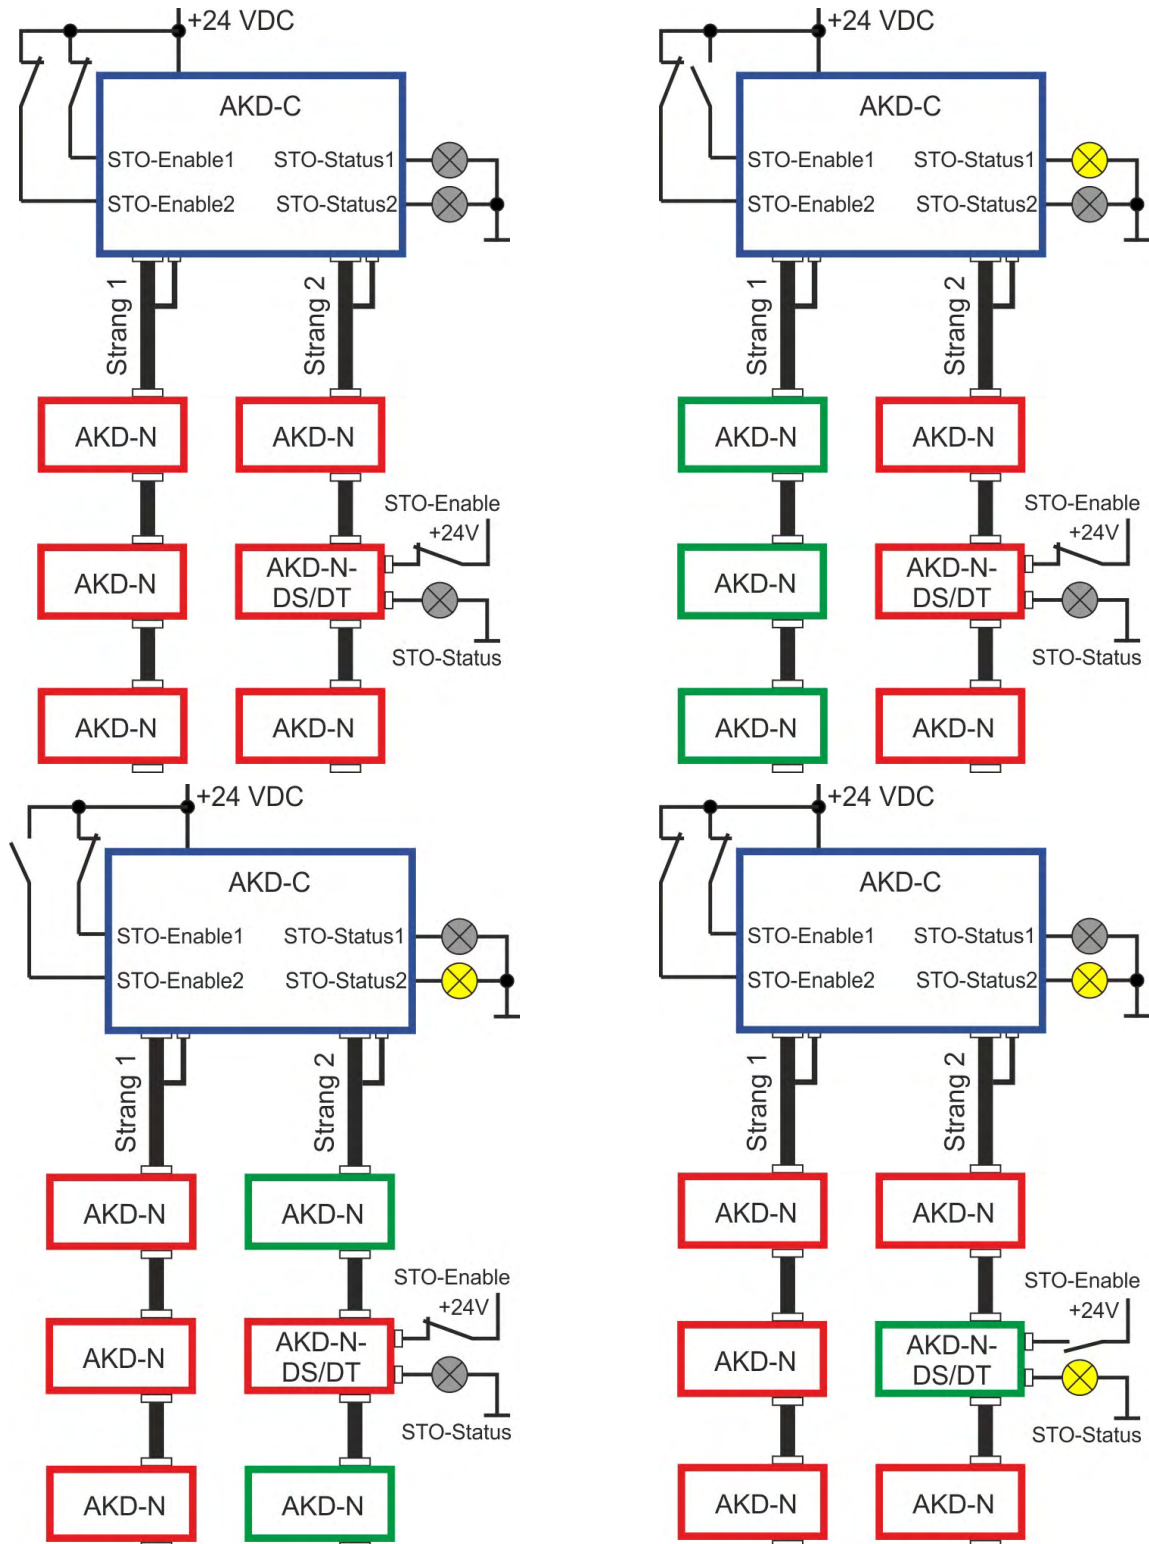 +24 VDC
AKD-C
STO-Enable1 STO-Status1
STO-Enable2 STO-Status2
Strang 1
Strang 2
AKD-N
AKD-N
STO-Enable
+24V
AKD-N
AKD-N-
DS/DT
STO-Status
AKD-N
AKD-N
+24 VDC
AKD-C
STO-Enable1 STO-Status1
STO-Enable2 STO-Status2
Strang 1
Strang 2
AKD-N
AKD-N
STO-Enable
+24V
AKD-N
AKD-N-
DS/DT
STO-Status
AKD-N
AKD-N
+24 VDC
AKD-C
STO-Enable1 STO-Status1
STO-Enable2 STO-Status2
Strang 1
Strang 2
AKD-N
AKD-N
STO-Enable
+24V
AKD-N
AKD-N-
DS/DT
STO-Status
AKD-N
AKD-N
+24 VDC
AKD-C
STO-Enable1 STO-Status1
STO-Enable2 STO-Status2
Strang 1
Strang 2
AKD-N
AKD-N
STO-Enable
+24V
AKD-N
AKD-N-
DS/DT
STO-Status
AKD-N
AKD-N